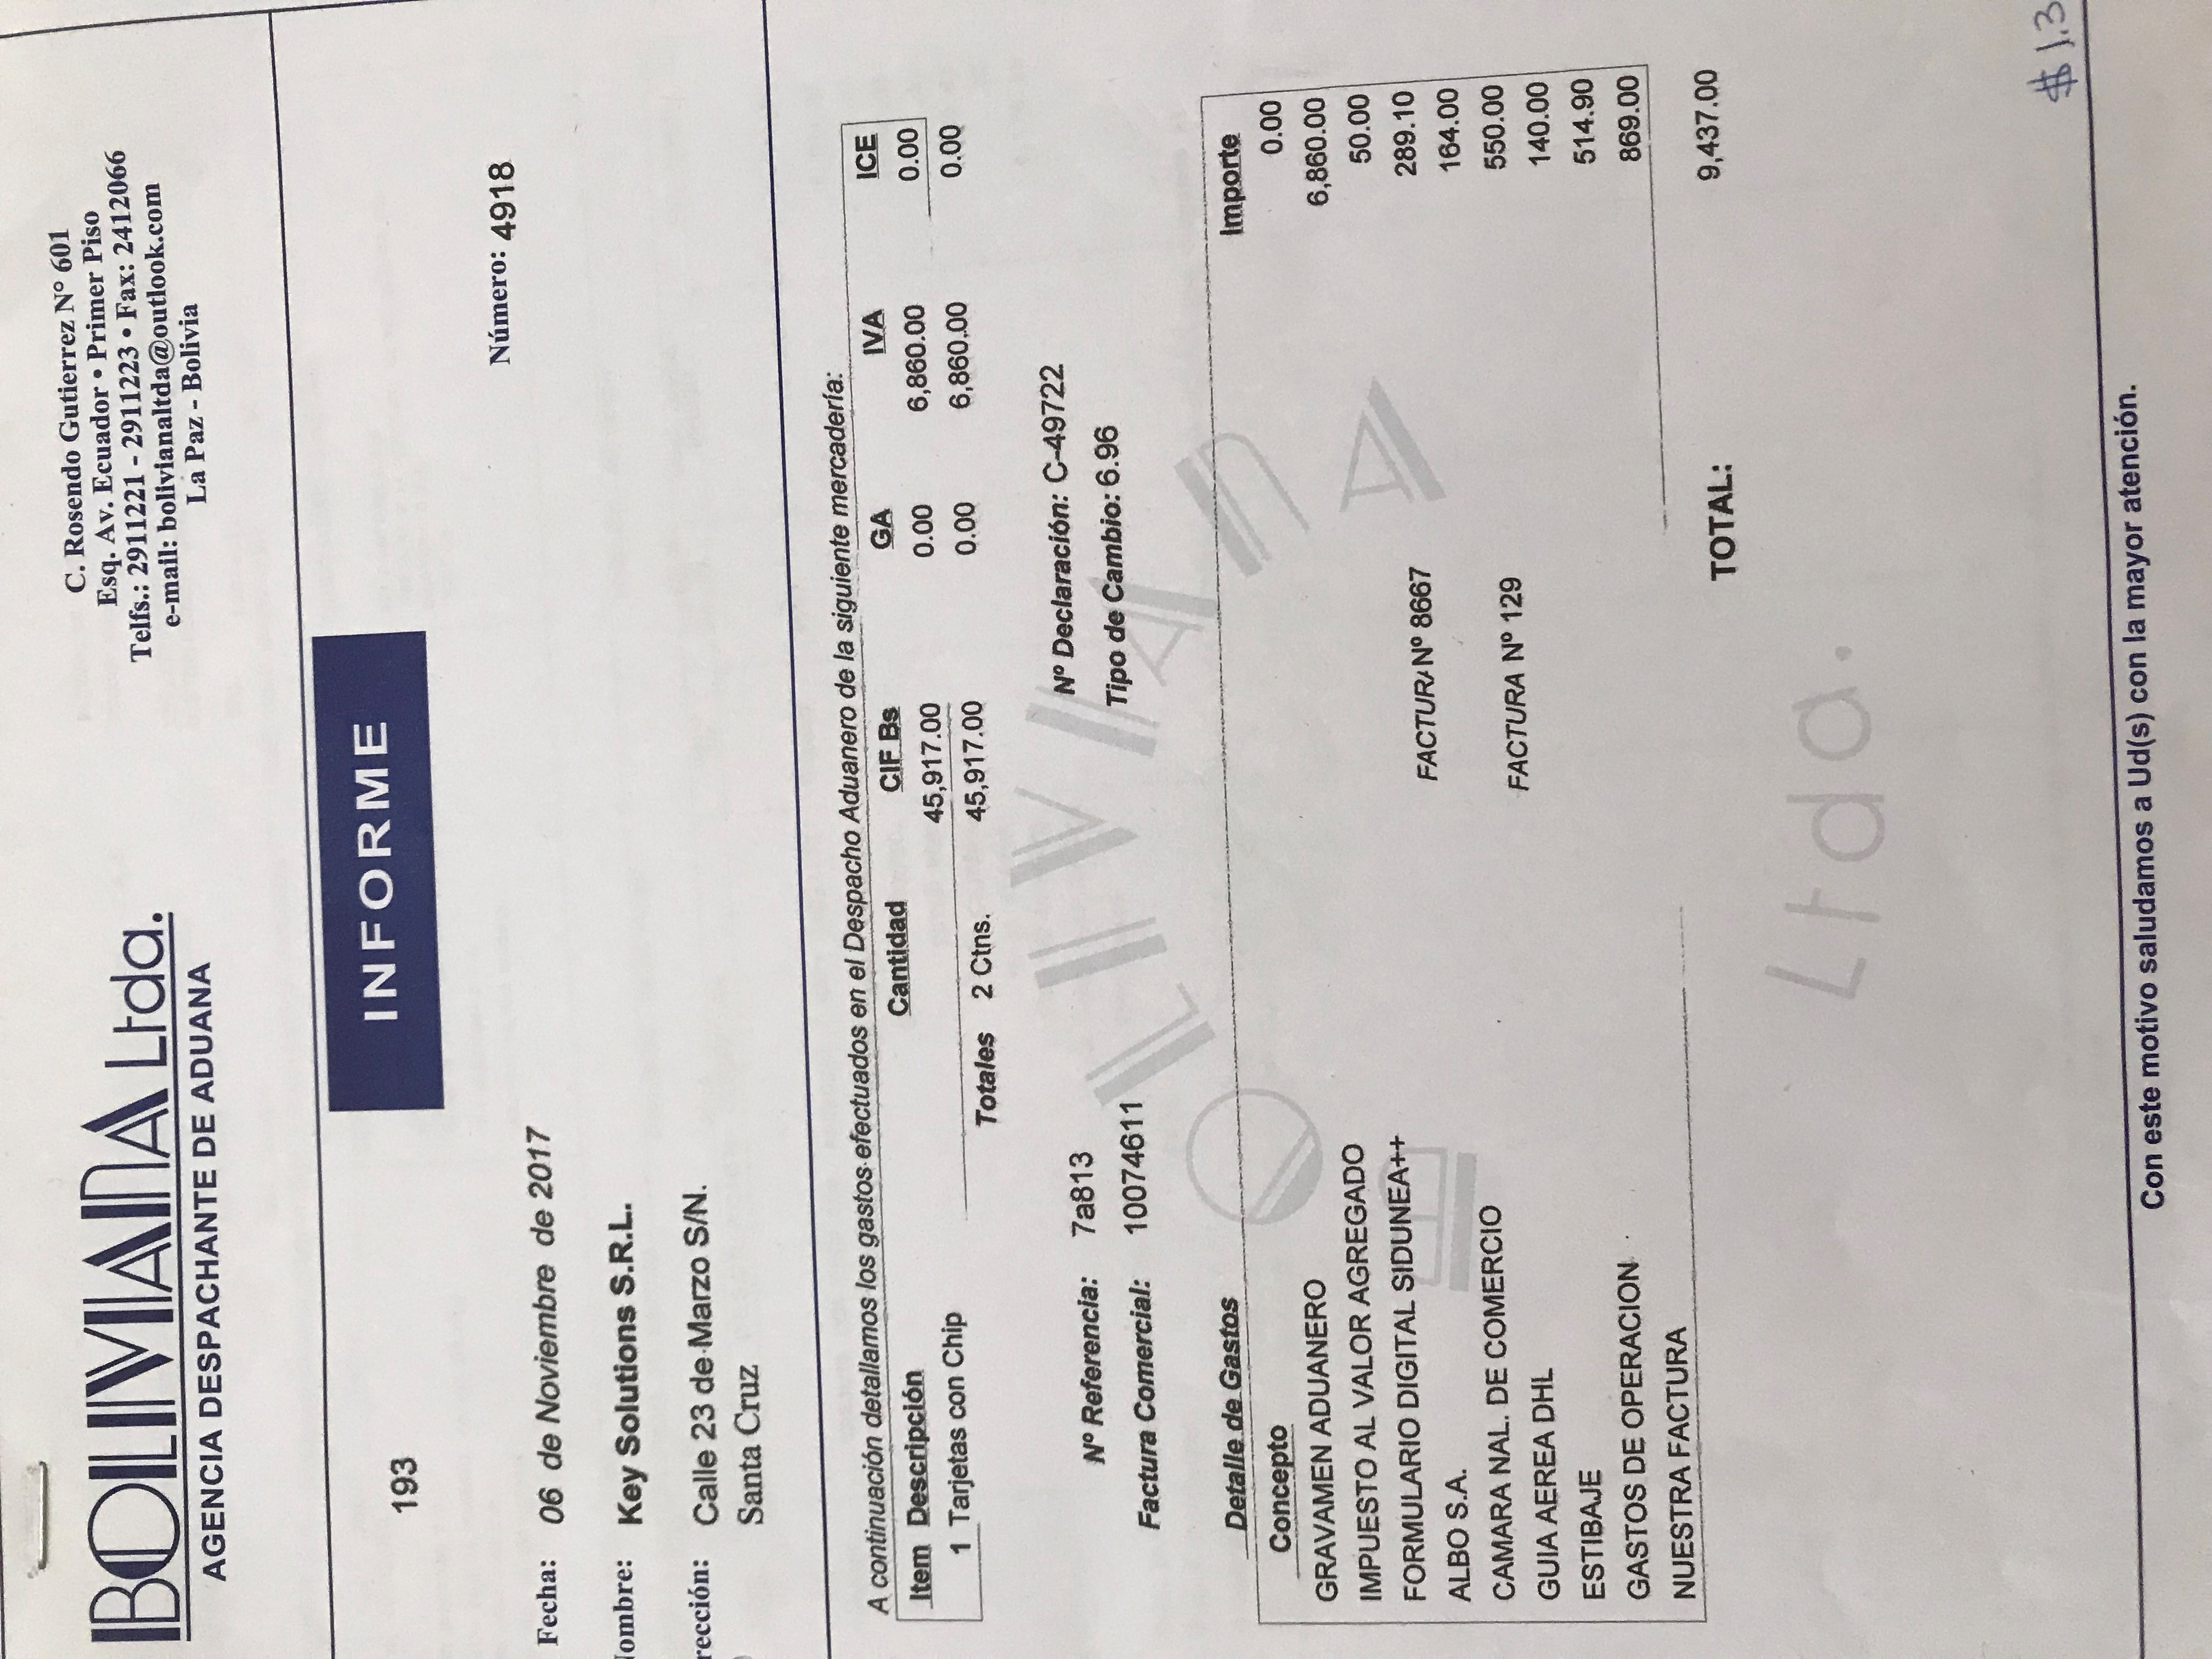 BOLIVIANA Ltda.
AGENCIA DESPACHANTE DE ADUANA
C. Rosendo Gutierrez N° 601
Esq. Av. Ecuador • Primer Piso
Telfs.: 2911221 - 2911223 • Fax: 2412066
e-mail: bolivianaltda@outlook.com
La Paz - Bolivia
193
INFORME
Fecha: 06 de Noviembre de 2017
Número: 4918
ombre: Key Solutions S.R.L.
rección: Calle 23 de Marzo S/N.
Santa Cruz
A continuación detallamos los gastos efectuados en el Despacho Aduanero de la siguiente mercadería:
Item Descripción Cantidad CIF Bs GA IVA ICE
1 Tarjetas con Chip 45,917.00 0.00 6,860.00 0.00
Totales 2 Ctns. 45,917.00 0.00 6,860.00 0.00
Nº Referencia: 7a813 Nº Declaración: C-49722
Factura Comercial: 10074611 Tipo de Cambio: 6.96
BOLIVIANA
Detalle de Gastos
Concepto Importe
GRAVAMEN ADUANERO 0.00
IMPUESTO AL VALOR AGREGADO 6,860.00
FORMULARIO DIGITAL SIDUNEA++ 50.00
ALBO S.A. FACTURA Nº 8667 289.10
CAMARA NAL. DE COMERCIO 164.00
GUIA AEREA DHL FACTURA Nº 129 550.00
ESTIBAJE 140.00
GASTOS DE OPERACION 514.90
NUESTRA FACTURA 869.00
TOTAL: 9,437.00
Ltda.
$ 1.3
Con este motivo saludamos a Ud(s) con la mayor atención.